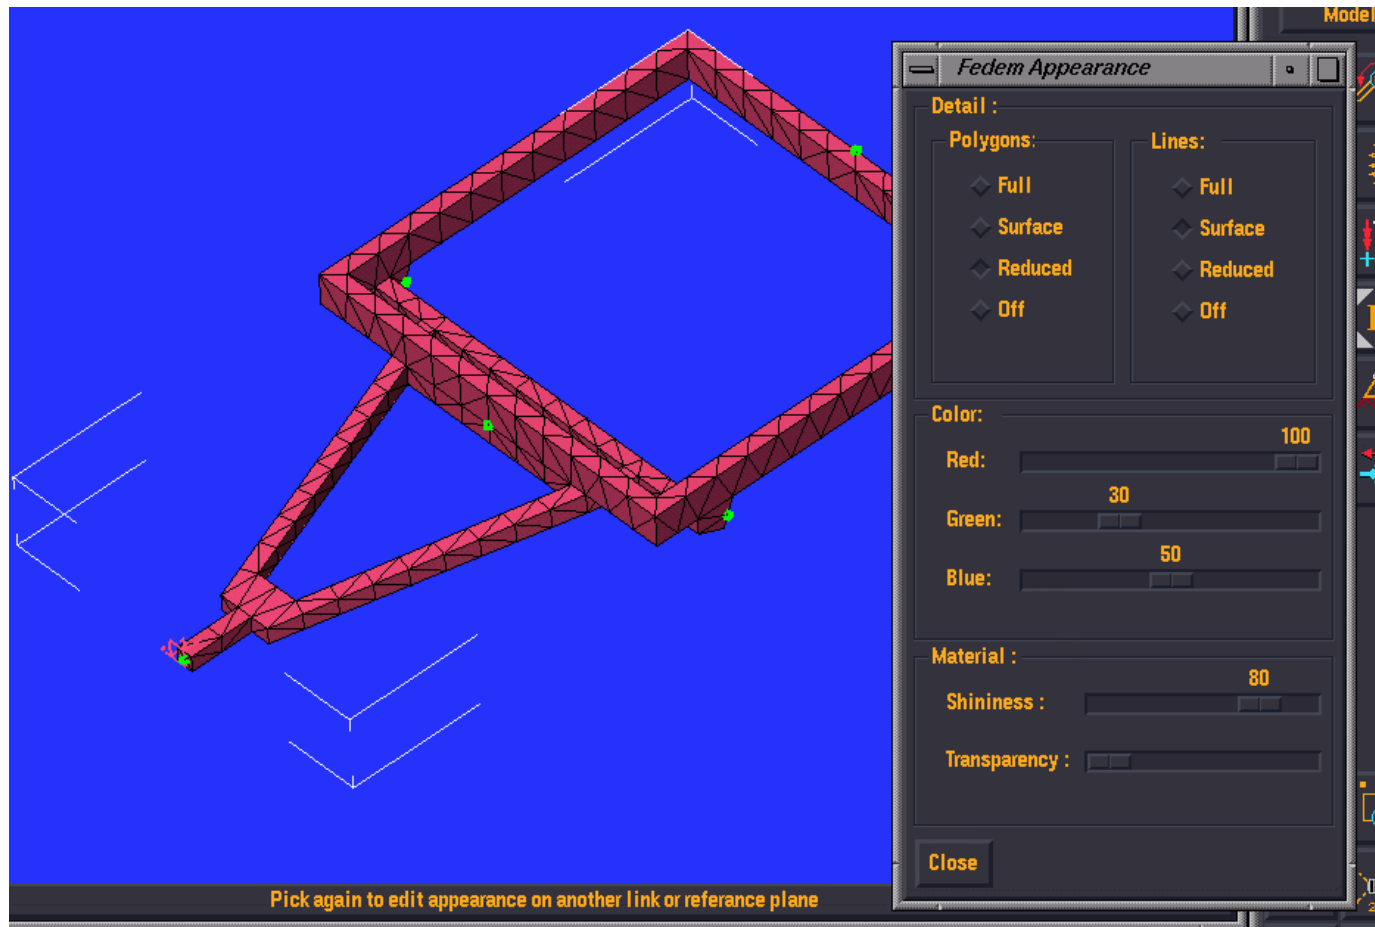 Model
Fedem Appearance
Detail :
Polygons:
Lines:
Full
Full
Surface
Surface
Reduced
Reduced
Off
Off
Color:
100
Red:
30
Green:
50
Blue:
Material :
80
Shininess :
Transparency :
Close
Pick again to edit appearance on another link or referance plane